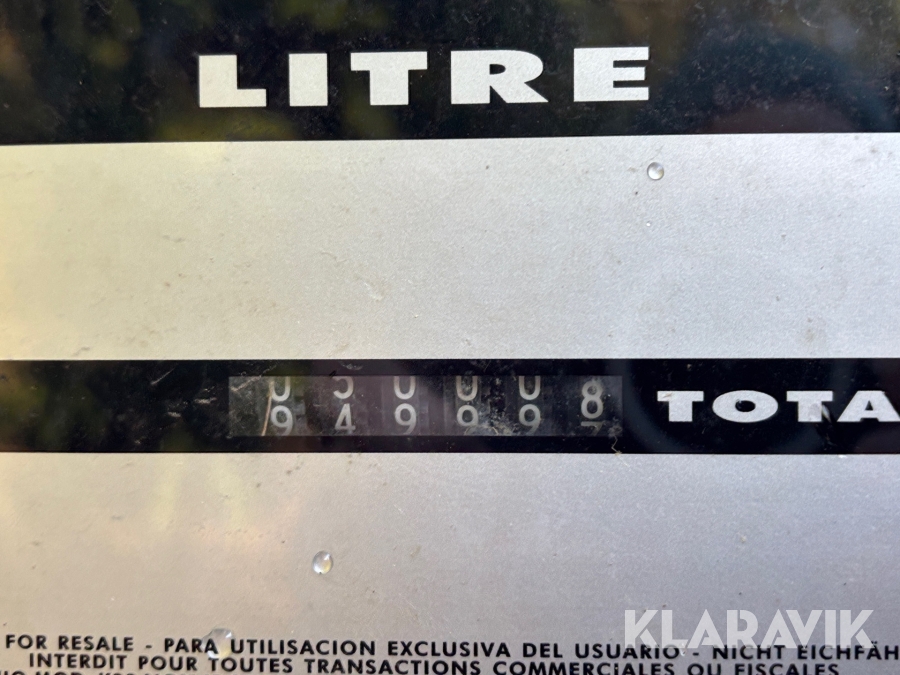 LITRE
949998 TOTA
KLARAVIK
FOR RESALE - PARA UTILISACION EXCLUSIVA DEL USUARIO - NICHT EICHFÄH
INTERDIT POUR TOUTES TRANSACTIONS COMMERCIALES OU FISCALES